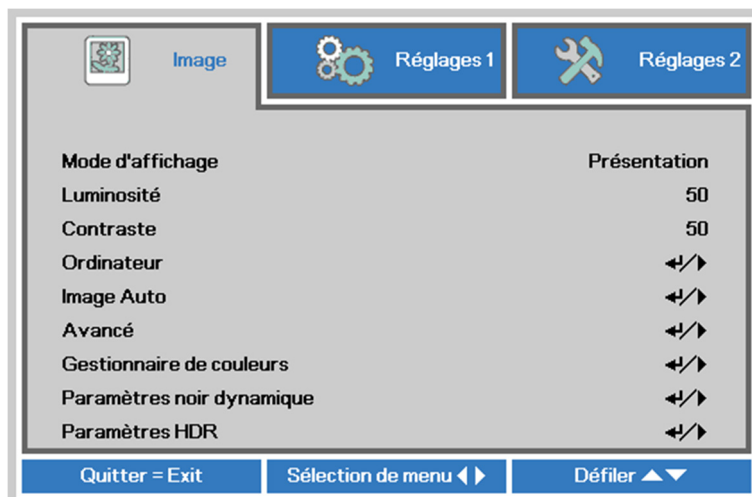 Image
Réglages 1
Réglages 2
Mode d'affichage Présentation
Luminosité 50
Contraste 50
Ordinateur ↵/▶
Image Auto ↵/▶
Avancé ↵/▶
Gestionnaire de couleurs ↵/▶
Paramètres noir dynamique ↵/▶
Paramètres HDR ↵/▶
Quitter = Exit
Sélection de menu ◀▶
Défiler ▲▼